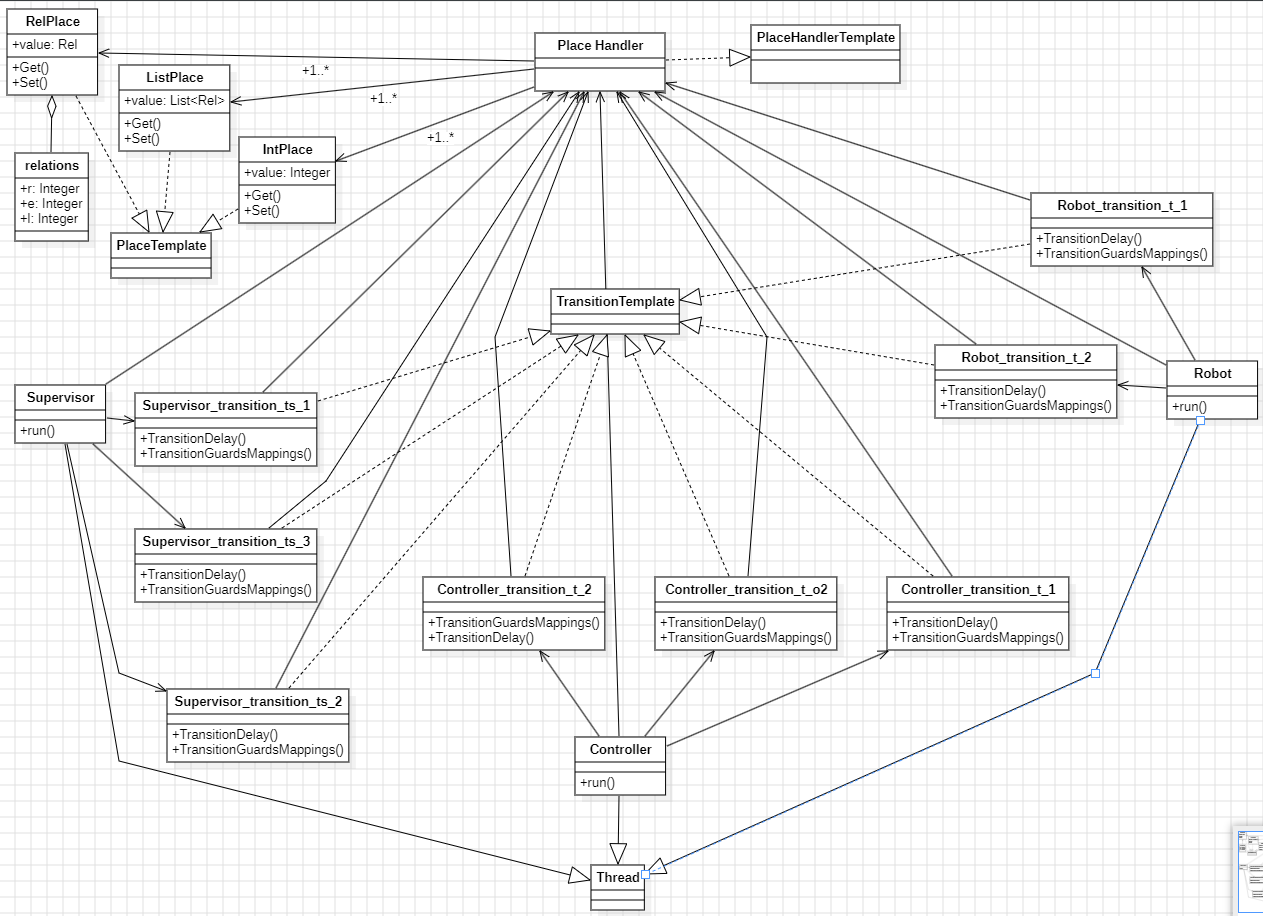 RelPlace
+value: Rel
+Get()
+Set()
ListPlace
+value: List<Rel>
+Get()
+Set()
IntPlace
+value: Integer
+Get()
+Set()
relations
+r: Integer
+e: Integer
+l: Integer
PlaceTemplate
Place Handler
PlaceHandlerTemplate
+1..*
+1..*
+1..*
Robot_transition_t_1
+TransitionDelay()
+TransitionGuardsMappings()
TransitionTemplate
Robot_transition_t_2
+TransitionDelay()
+TransitionGuardsMappings()
Robot
+run()
Supervisor
+run()
Supervisor_transition_ts_1
+TransitionDelay()
+TransitionGuardsMappings()
Supervisor_transition_ts_3
+TransitionDelay()
+TransitionGuardsMappings()
Controller_transition_t_2
+TransitionGuardsMappings()
+TransitionDelay()
Controller_transition_t_o2
+TransitionDelay()
+TransitionGuardsMappings()
Controller_transition_t_1
+TransitionDelay()
+TransitionGuardsMappings()
Supervisor_transition_ts_2
+TransitionDelay()
+TransitionGuardsMappings()
Controller
+run()
Thread